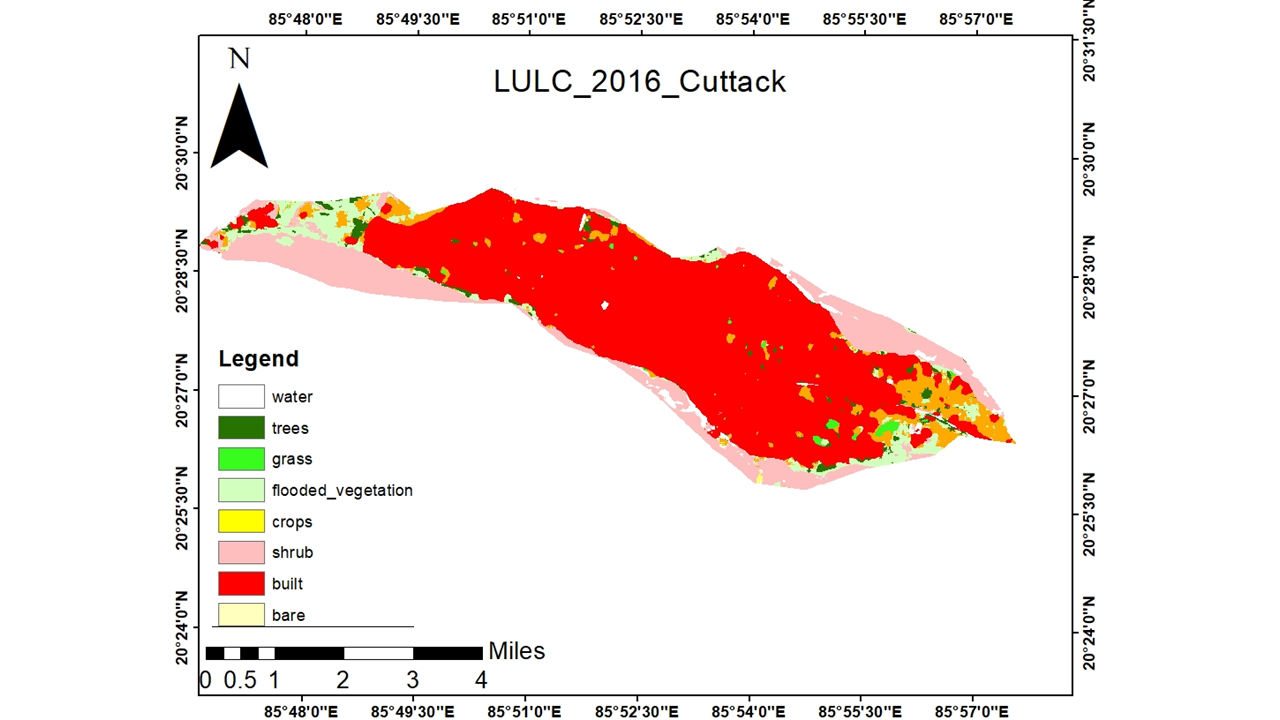 85°48'0"E 85°49'30"E 85°51'0"E 85°52'30"E 85°54'0"E 85°55'30"E 85°57'0"E
N
LULC_2016_Cuttack
20°31'30"N
20°30'0"N 20°30'0"N
20°28'30"N 20°28'30"N
20°27'0"N 20°27'0"N
20°25'30"N 20°25'30"N
20°24'0"N 20°24'0"N
Legend
water
trees
grass
flooded_vegetation
crops
shrub
built
bare
Miles
0 0.5 1 2 3 4
85°48'0"E 85°49'30"E 85°51'0"E 85°52'30"E 85°54'0"E 85°55'30"E 85°57'0"E